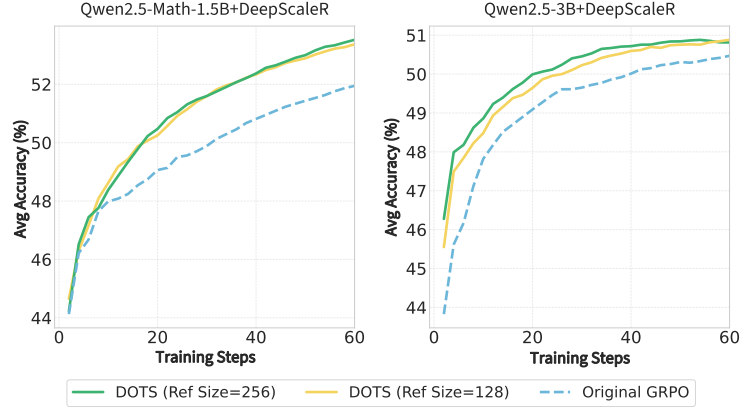 Qwen2.5-Math-1.5B+DeepScaleR
Avg Accuracy (%)
52
50
48
46
44
0 20 40 60
Training Steps
Qwen2.5-3B+DeepScaleR
Avg Accuracy (%)
51
50
49
48
47
46
45
44
0 20 40 60
Training Steps
DOTS (Ref Size=256) DOTS (Ref Size=128) Original GRPO